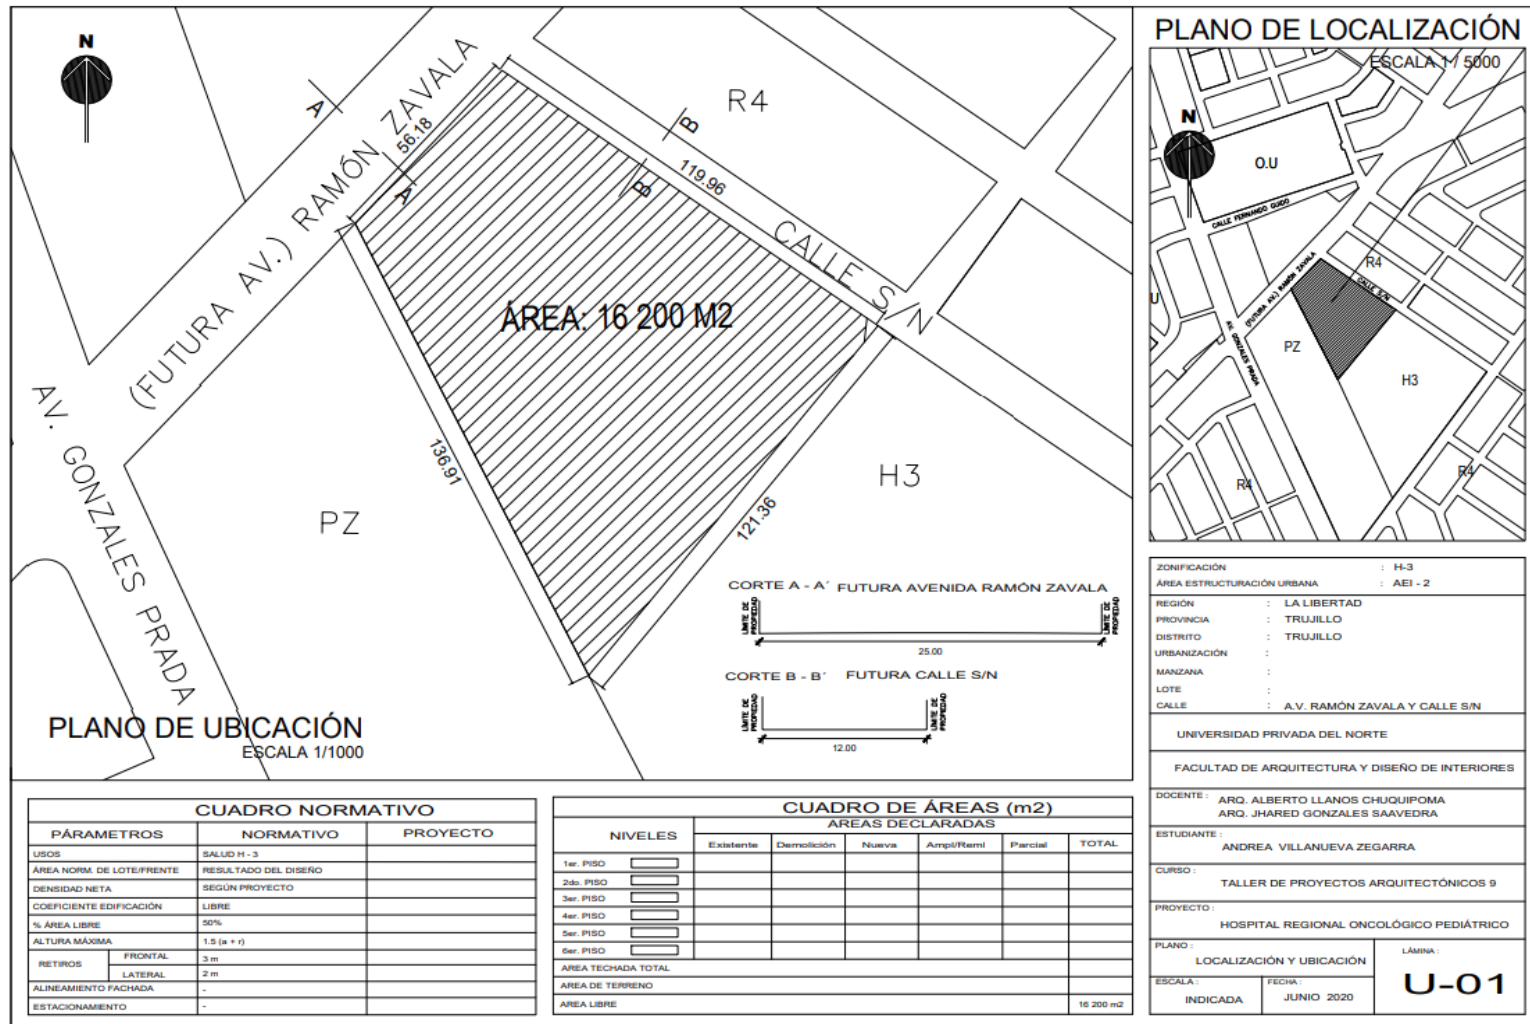 N
A
A
(FUTURA AV.) RAMÓN ZAVALA
56.18
R4
B
B
119.96
CALLE S/N
ÁREA: 16 200 M2
AV. GONZALES PRADA
136.91
PZ
H3
121.36
CORTE A - A´ FUTURA AVENIDA RAMÓN ZAVALA
LÍMITE DE PROPIEDAD
LÍMITE DE PROPIEDAD
25.00
CORTE B - B´ FUTURA CALLE S/N
LÍMITE DE PROPIEDAD
LÍMITE DE PROPIEDAD
12.00
PLANO DE UBICACIÓN
ESCALA 1/1000
PLANO DE LOCALIZACIÓN
ESCALA 1 / 5000
N
O.U
CALLE FERNANDO GUIDO
(FUTURA AV.) RAMÓN ZAVALA
R4
CALLE S/N
U
AV. GONZALES PRADA
PZ
H3
R4
R4
CUADRO NORMATIVO
PÁRAMETROS NORMATIVO PROYECTO
USOS SALUD H - 3
ÁREA NORM. DE LOTE/FRENTE RESULTADO DEL DISEÑO
DENSIDAD NETA SEGÚN PROYECTO
COEFICIENTE EDIFICACIÓN LIBRE
% ÁREA LIBRE 50%
ALTURA MÁXIMA 1.5 (a + r)
RETIROS FRONTAL 3 m
LATERAL 2 m
ALINEAMIENTO FACHADA -
ESTACIONAMIENTO -
CUADRO DE ÁREAS (m2)
NIVELES AREAS DECLARADAS
Existente Demolición Nueva Ampl/Reml Parcial TOTAL
1er. PISO
2do. PISO
3er. PISO
4er. PISO
5er. PISO
6er. PISO
AREA TECHADA TOTAL
AREA DE TERRENO
AREA LIBRE 16 200 m2
ZONIFICACIÓN : H-3
ÁREA ESTRUCTURACIÓN URBANA : AEI - 2
REGIÓN : LA LIBERTAD
PROVINCIA : TRUJILLO
DISTRITO : TRUJILLO
URBANIZACIÓN :
MANZANA :
LOTE :
CALLE : A.V. RAMÓN ZAVALA Y CALLE S/N
UNIVERSIDAD PRIVADA DEL NORTE
FACULTAD DE ARQUITECTURA Y DISEÑO DE INTERIORES
DOCENTE : ARQ. ALBERTO LLANOS CHUQUIPOMA
ARQ. JHARED GONZALES SAAVEDRA
ESTUDIANTE :
ANDREA VILLANUEVA ZEGARRA
CURSO :
TALLER DE PROYECTOS ARQUITECTÓNICOS 9
PROYECTO :
HOSPITAL REGIONAL ONCOLÓGICO PEDIÁTRICO
PLANO :
LOCALIZACIÓN Y UBICACIÓN
LÁMINA :
U-01
ESCALA :
INDICADA
FECHA :
JUNIO 2020